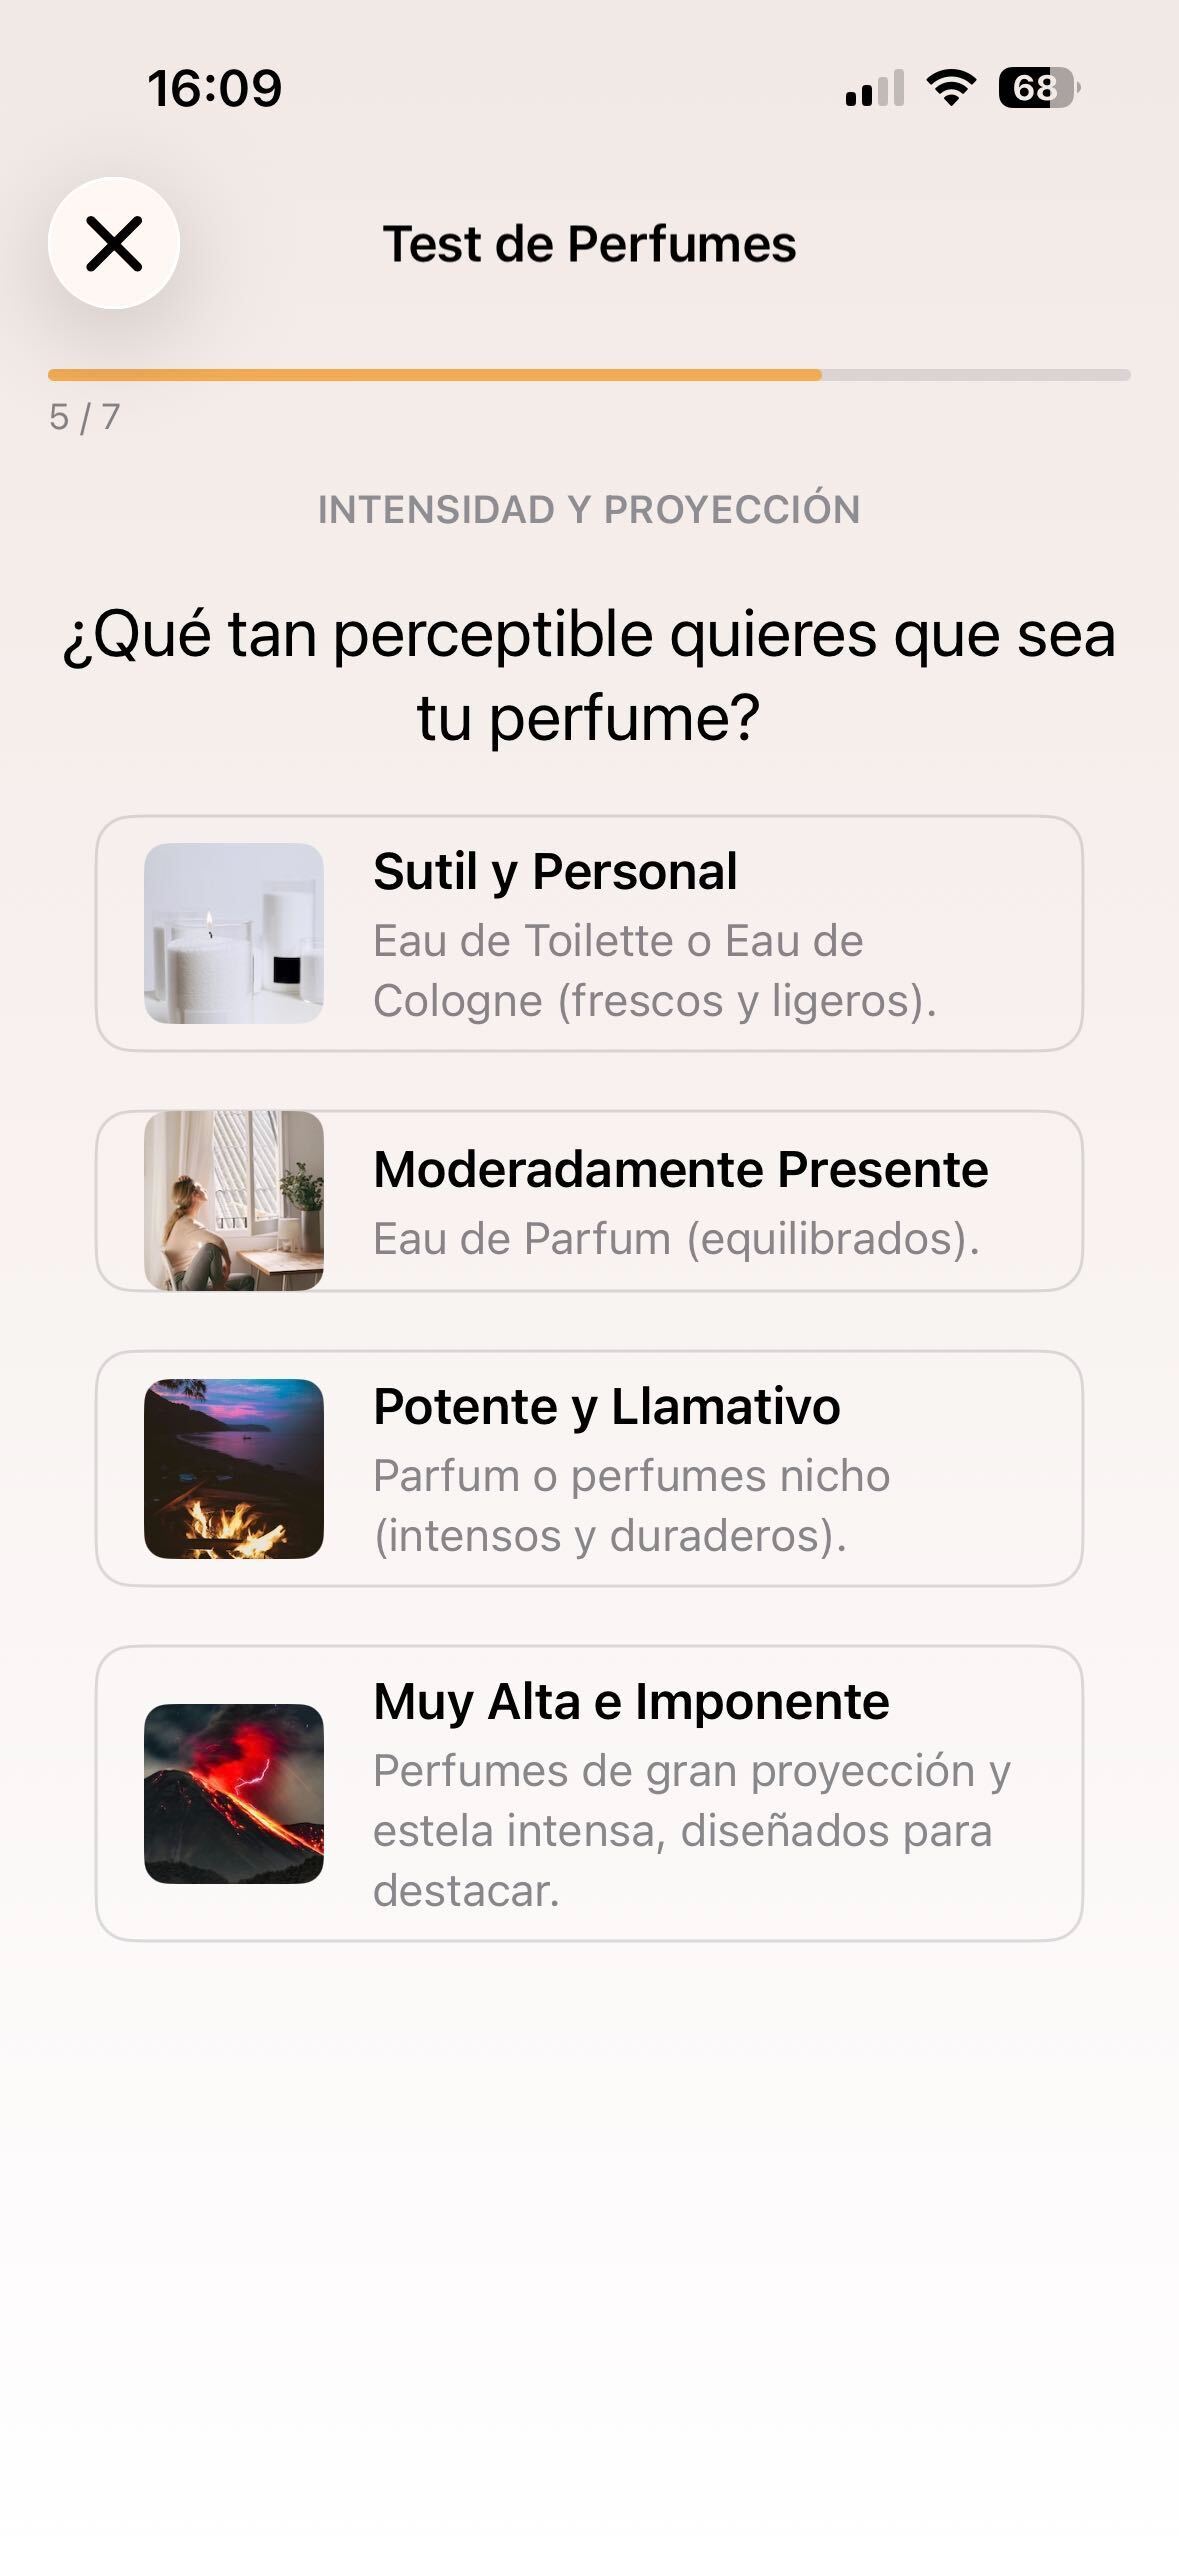 16:09
68
Test de Perfumes
5 / 7
INTENSIDAD Y PROYECCIÓN
¿Qué tan perceptible quieres que sea
tu perfume?
Sutil y Personal
Eau de Toilette o Eau de
Cologne (frescos y ligeros).
Moderadamente Presente
Eau de Parfum (equilibrados).
Potente y Llamativo
Parfum o perfumes nicho
(intensos y duraderos).
Muy Alta e Imponente
Perfumes de gran proyección y
estela intensa, diseñados para
destacar.